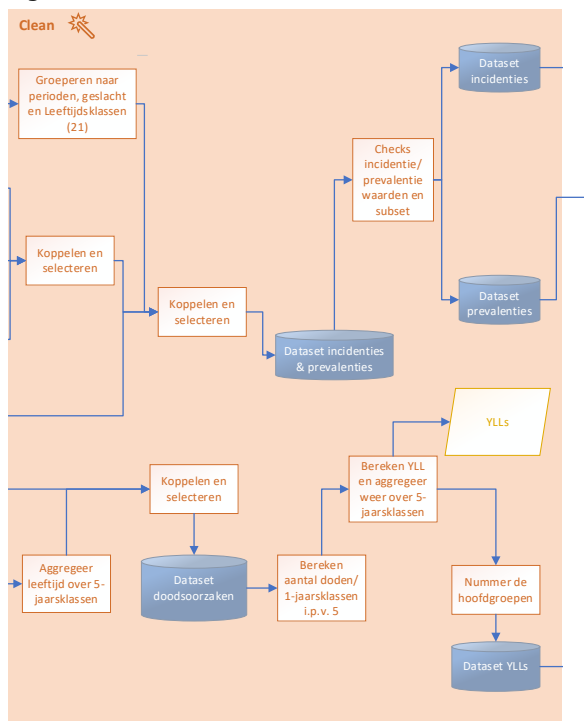 Clean
Groeperen naar
perioden, geslacht
en Leeftijdsklassen
(21)
Dataset
incidenties
Checks
incidentie/
prevalentie
waarden en
subset
Koppelen en
selecteren
Koppelen en
selecteren
Dataset
prevalenties
Dataset incidenties
& prevalenties
YLLs
Koppelen en
selecteren
Bereken YLL
en aggregeer
weer over 5-
jaarsklassen
Aggregeer
leeftijd over 5-
jaarsklassen
Dataset
doodsoorzaken
Bereken
aantal doden/
1-jaarsklassen
i.p.v. 5
Nummer de
hoofdgroepen
Dataset YLLs